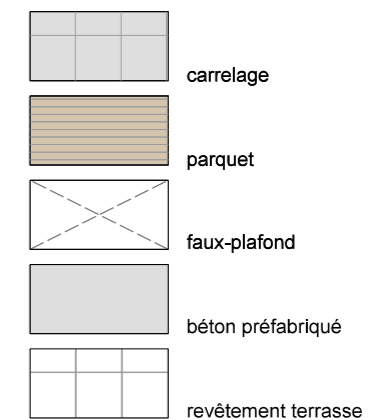 carrelage
parquet
faux-plafond
béton préfabriqué
revêtement terrasse